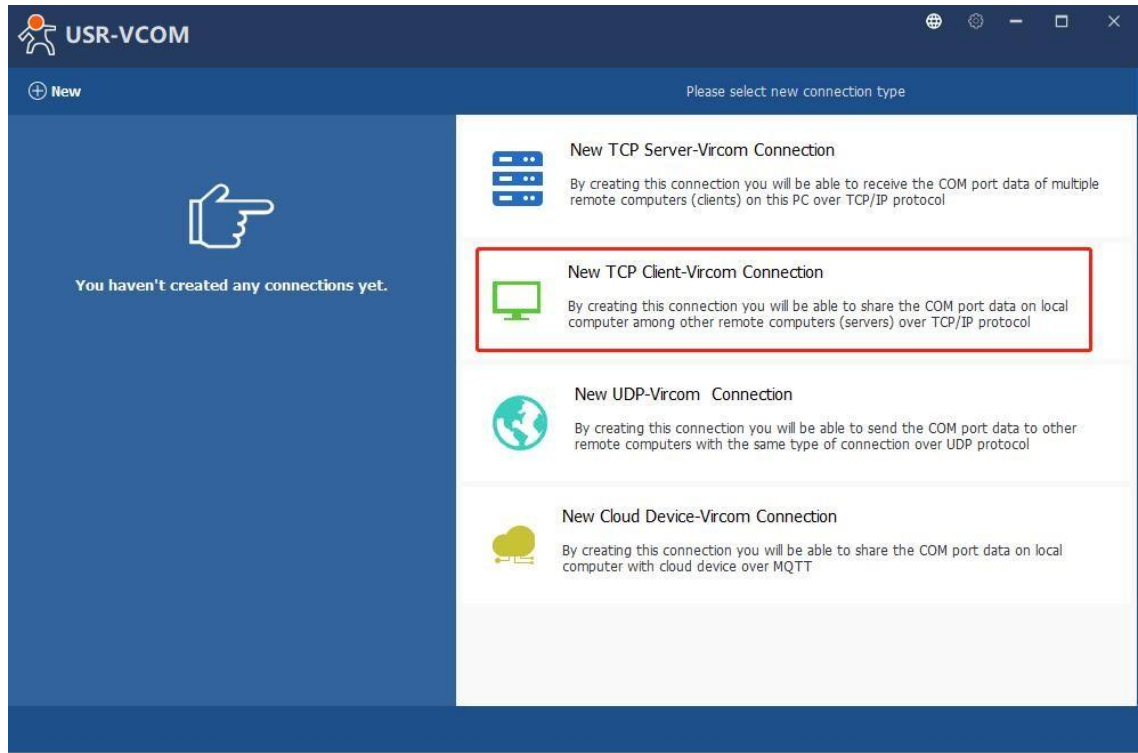 USR-VCOM
New
Please select new connection type
You haven't created any connections yet.
New TCP Server-Vircom Connection
By creating this connection you will be able to receive the COM port data of multiple
remote computers (clients) on this PC over TCP/IP protocol
New TCP Client-Vircom Connection
By creating this connection you will be able to share the COM port data on local
computer among other remote computers (servers) over TCP/IP protocol
New UDP-Vircom Connection
By creating this connection you will be able to send the COM port data to other
remote computers with the same type of connection over UDP protocol
New Cloud Device-Vircom Connection
By creating this connection you will be able to share the COM port data on local
computer with cloud device over MQTT